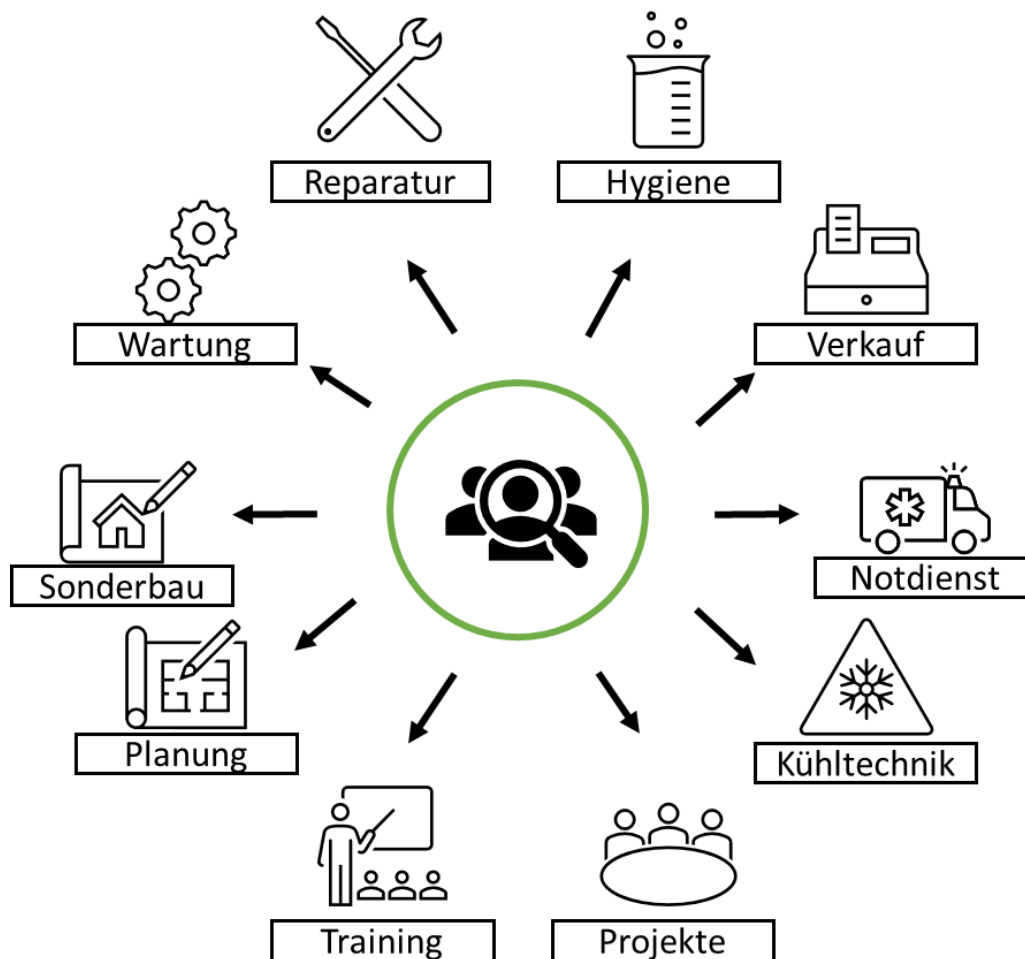 Reparatur
Hygiene
Wartung
Verkauf
Sonderbau
Notdienst
Planung
Kühltechnik
Training
Projekte